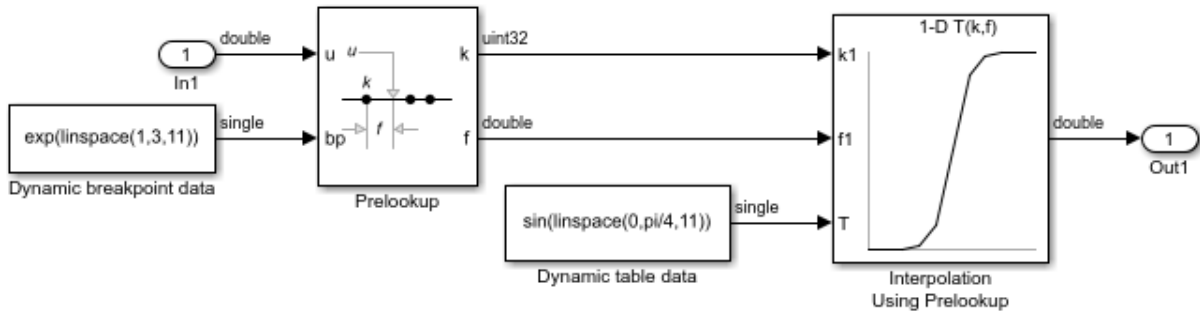 1-D T(k,f)
double
uint32
1
u
u
k
k1
In1
k
single
double
double
exp(linspace(1,3,11))
bp
f
f
f1
1
Dynamic breakpoint data
Prelookup
Out1
single
sin(linspace(0,pi/4,11))
T
Dynamic table data
Interpolation
Using Prelookup